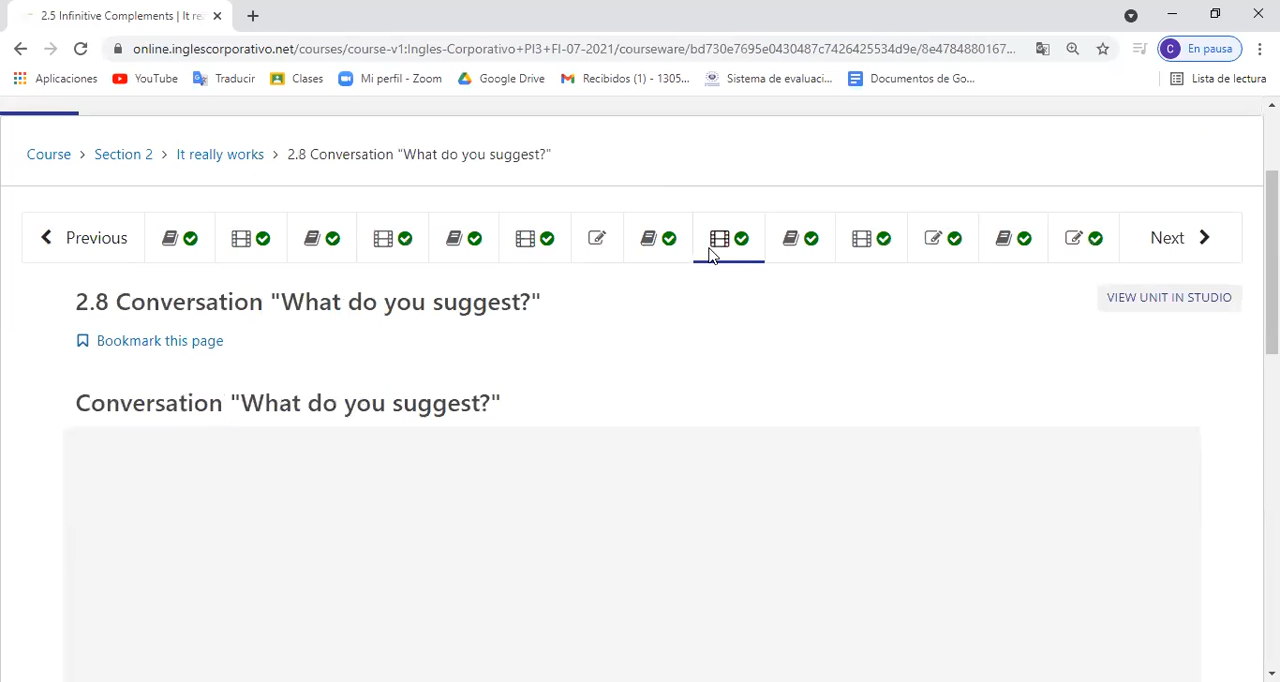 2.5 Infinitive Complements | It re
online.inglescorporativo.net/courses/course-v1:Ingles-Corporativo+PI3+FI-07-2021/courseware/bd730e7695e0430487c7426425534d9e/8e4784880167...
C En pausa
Aplicaciones YouTube Traducir Clases Mi perfil - Zoom Google Drive Recibidos (1) - 1305... Sistema de evaluaci... Documentos de Go... Lista de lectura
Course > Section 2 > It really works > 2.8 Conversation "What do you suggest?"
Previous Next
2.8 Conversation "What do you suggest?"
VIEW UNIT IN STUDIO
Bookmark this page
Conversation "What do you suggest?"